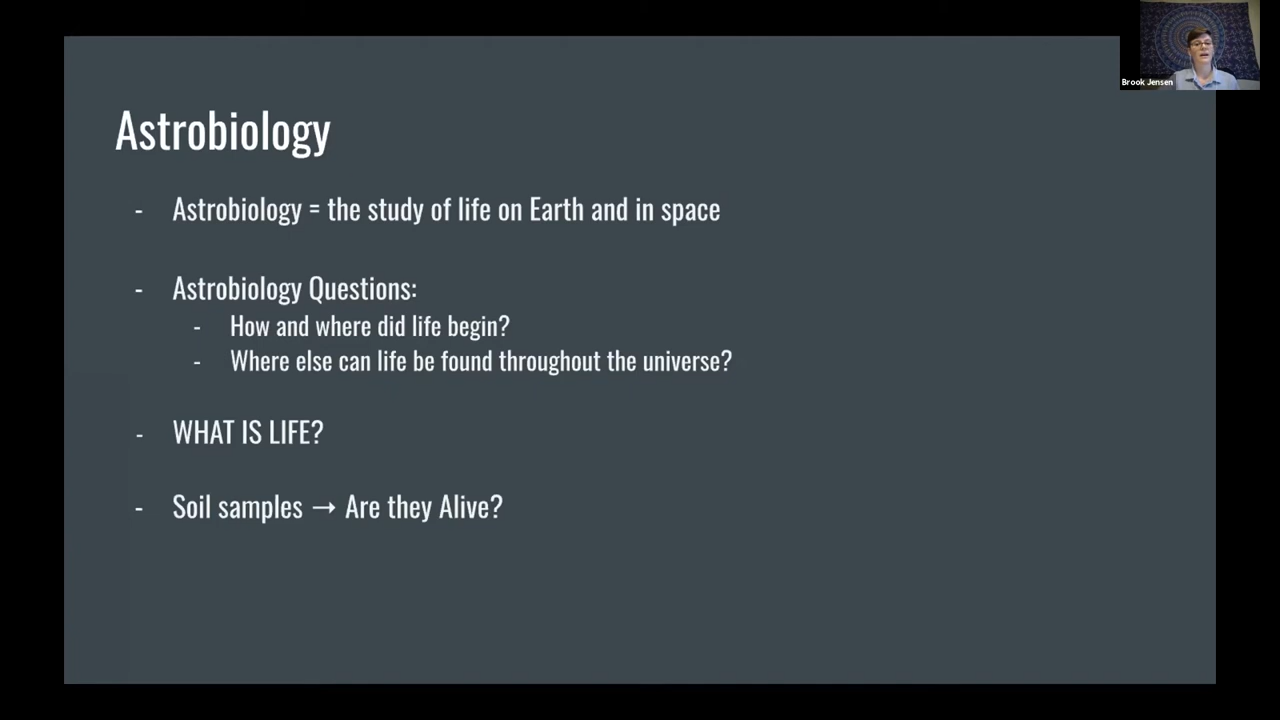 Brook Jensen
Astrobiology
- Astrobiology = the study of life on Earth and in space
- Astrobiology Questions:
- How and where did life begin?
- Where else can life be found throughout the universe?
- WHAT IS LIFE?
- Soil samples → Are they Alive?